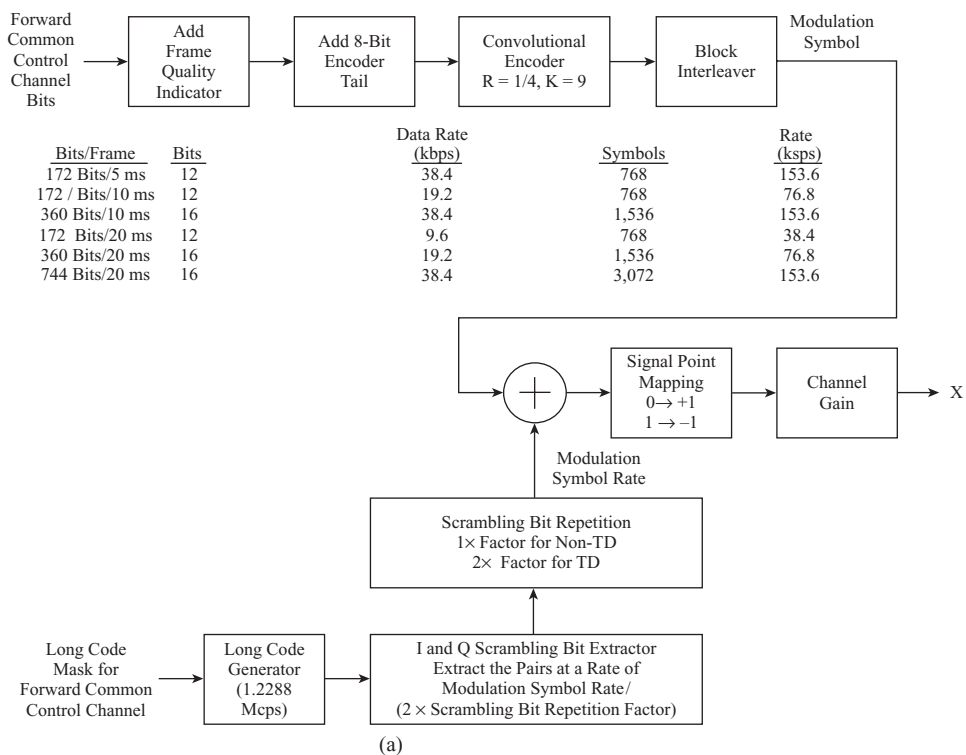 Forward
Common
Control
Channel
Bits
Add
Frame
Quality
Indicator
Add 8-Bit
Encoder
Tail
Convolutional
Encoder
R = 1/4, K = 9
Block
Interleaver
Modulation
Symbol
Bits/Frame Bits Data Rate (kbps) Symbols Rate (ksps)
172 Bits/5 ms 12 38.4 768 153.6
172 / Bits/10 ms 12 19.2 768 76.8
360 Bits/10 ms 16 38.4 1,536 153.6
172 Bits/20 ms 12 9.6 768 38.4
360 Bits/20 ms 16 19.2 1,536 76.8
744 Bits/20 ms 16 38.4 3,072 153.6
+
Signal Point
Mapping
0→ +1
1 → –1
Channel
Gain
X
Modulation
Symbol Rate
Scrambling Bit Repetition
1× Factor for Non-TD
2× Factor for TD
Long Code
Mask for
Forward Common
Control Channel
Long Code
Generator
(1.2288
Mcps)
I and Q Scrambling Bit Extractor
Extract the Pairs at a Rate of
Modulation Symbol Rate/
(2 × Scrambling Bit Repetition Factor)
(a)